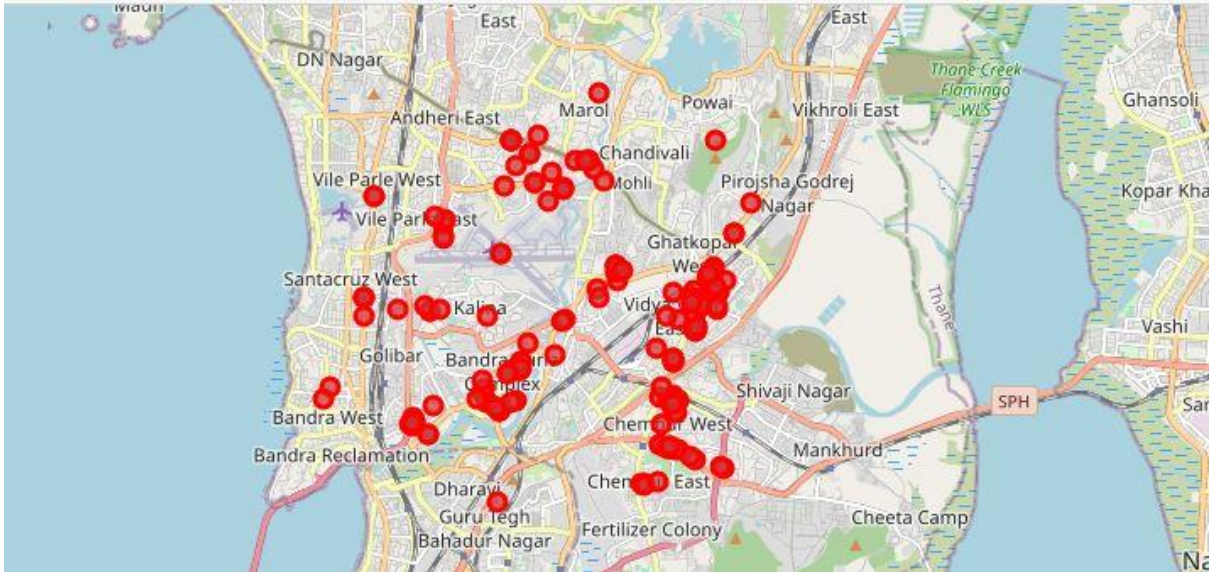 Madh
East
East
DN Nagar
Thane Creek
Flamingo
WLS
Ghansoli
Marol
Powai
Vikhroli East
Andheri East
Chandivali
Vile Parle West
Mohli
Pirojsha Godrej
Nagar
Kopar Kha
Vile Parle East
Ghatkopar
West
Santacruz West
Kalina
Vidya
East
Thane
Vashi
Golibar
Bandra Kurla
Complex
Shivaji Nagar
SPH
San
Bandra West
Chembur West
Mankhurd
Bandra Reclamation
Dharavi
Chembur East
Guru Tegh
Bahadur Nagar
Fertilizer Colony
Cheeta Camp
Na